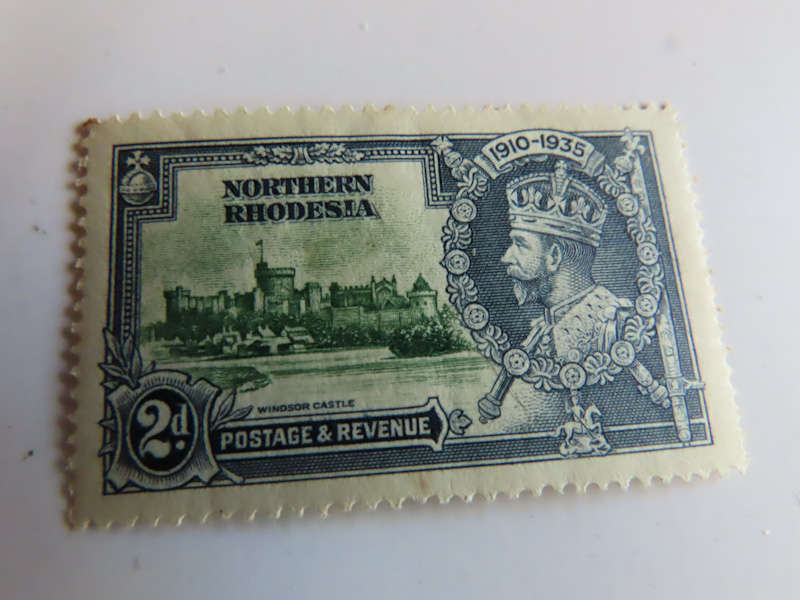 1910-1935
NORTHERN
RHODESIA
WINDSOR CASTLE
2d.
POSTAGE & REVENUE